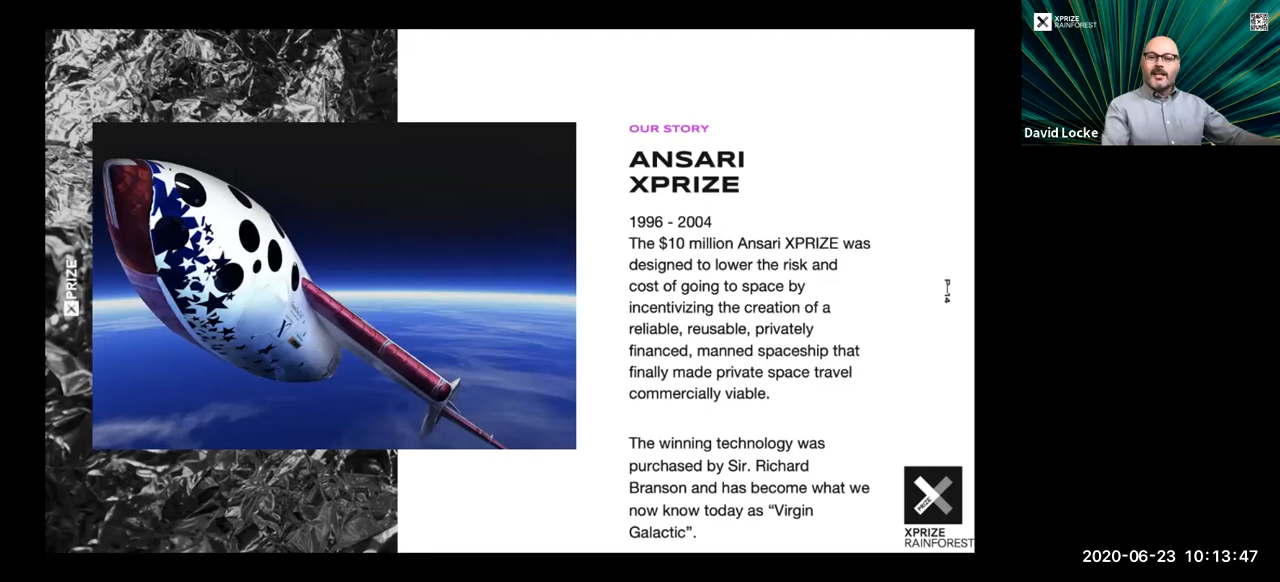 XPRIZE
OUR STORY
ANSARI
XPRIZE
1996 - 2004
The $10 million Ansari XPRIZE was
designed to lower the risk and
cost of going to space by
incentivizing the creation of a
reliable, reusable, privately
financed, manned spaceship that
finally made private space travel
commercially viable.
The winning technology was
purchased by Sir. Richard
Branson and has become what we
now know today as “Virgin
Galactic”.
P—14
PRIZE
XPRIZE
RAINFOREST
XPRIZE
RAINFOREST
David Locke
2020-06-23 10:13:47